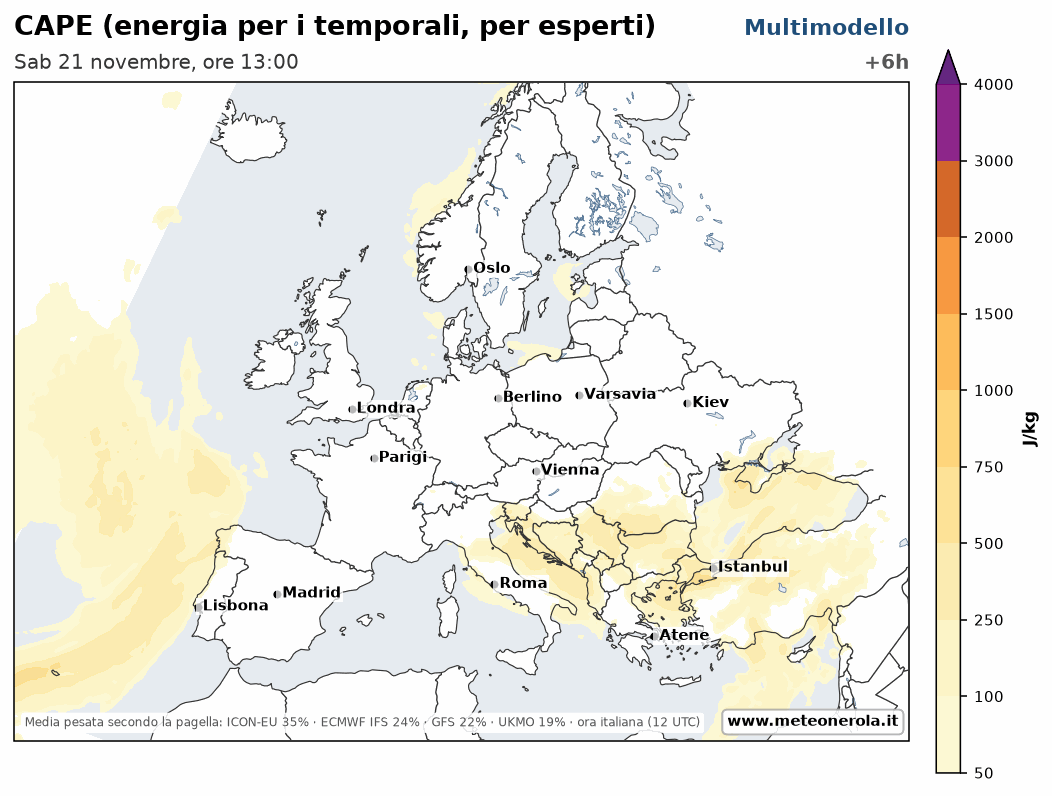 CAPE (energia per i temporali, per esperti)
Multimodello
Sab 21 novembre, ore 13:00
+6h
4000
3000
2000
1500
1000
750
500
250
100
50
J/kg
Oslo
Londra
Berlino
Varsavia
Kiev
Parigi
Vienna
Istanbul
Roma
Madrid
Lisbona
Atene
Media pesata secondo la pagella: ICON-EU 35% · ECMWF IFS 24% · GFS 22% · UKMO 19% · ora italiana (12 UTC)
www.meteonerola.it